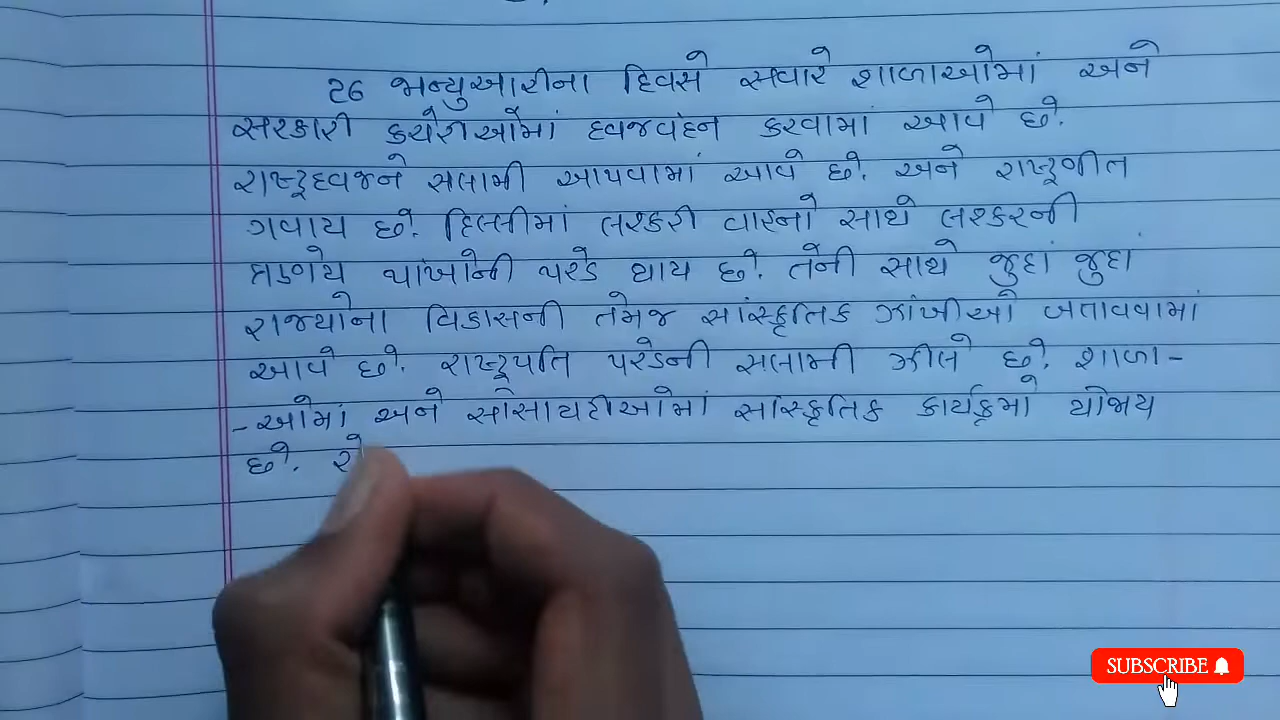 26 જાન્યુઆરીના દિવસે સવારે શાળાઓમાં અને
સરકારી કચેરીઓમાં ધ્વજવંદન કરવામાં આવે છે.
રાષ્ટ્રધ્વજને સલામી આપવામાં આવે છે. અને રાષ્ટ્રગીત
ગવાય છે. દિલ્લીમાં લશ્કરી વાહનો સાથે લશ્કરની
ત્રણેય પાંખોની પરેડ થાય છે. તેની સાથે જુદાં જુદાં
રાજ્યોના વિકાસની તેમજ સાંસ્કૃતિક ઝાંખીઓ બતાવવામાં
આવે છે. રાષ્ટ્રપતિ પરેડની સલામી ઝીલે છે. શાળા-
-ઓમાં અને સોસાયટીઓમાં સાંસ્કૃતિક કાર્યક્રમો યોજાય
છે.
SUBSCRIBE